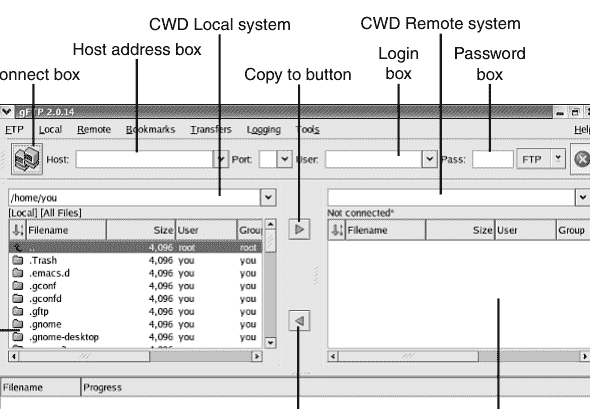 CWD Local system
CWD Remote system
Host address box
Login box
Password box
onnect box
Copy to button
gFTP 2.0.14
FTP Local Remote Bookmarks Transfers Logging Tools Help
Host: Port: User: Pass: FTP
/home/you
[Local] [All Files]
Not connected*
Filename Size User Group
Filename Size User Group
.. 4,096 root root
.Trash 4,096 you you
.emacs.d 4,096 you you
.gconf 4,096 you you
.gconfd 4,096 you you
.gftp 4,096 you you
.gnome 4,096 you you
.gnome-desktop 4,096 you you
Filename Progress